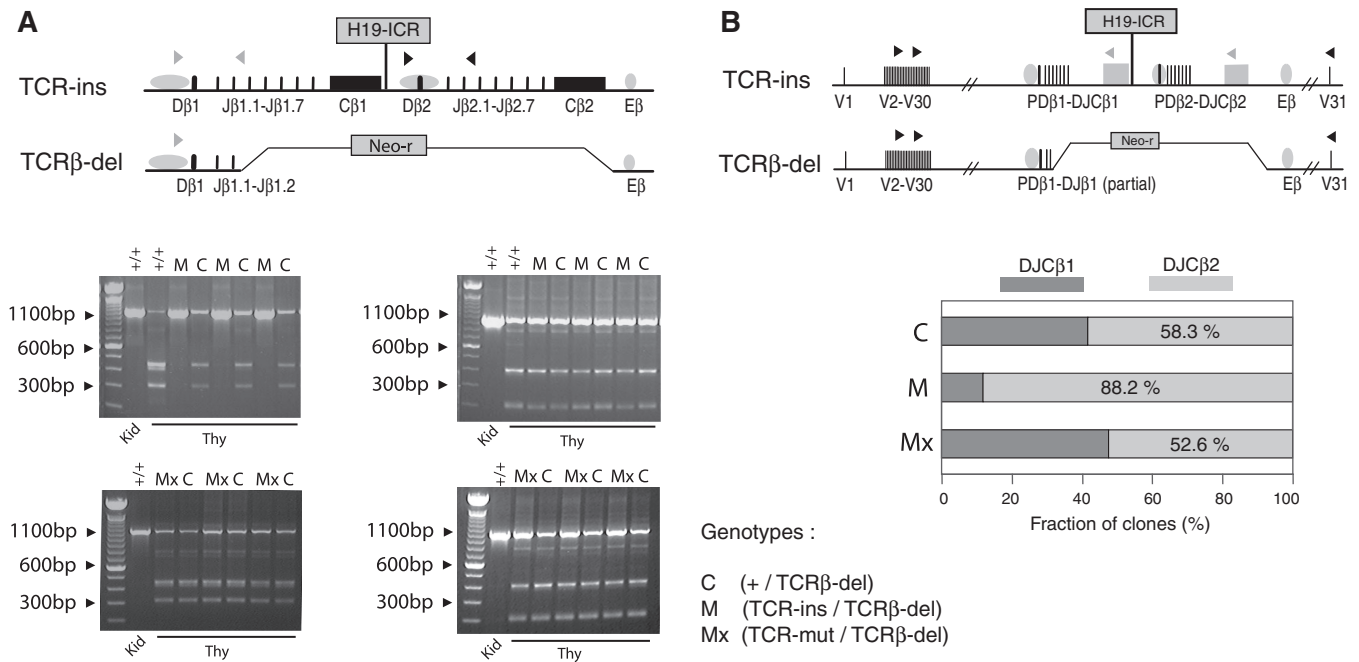 A
H19-ICR
TCR-ins
Dβ1 Jβ1.1-Jβ1.7 Cβ1 Dβ2 Jβ2.1-Jβ2.7 Cβ2 Eβ
TCRβ-del
Neo-r
Dβ1 Jβ1.1-Jβ1.2 Eβ
+/+ +/+ M C M C M C
1100bp
600bp
300bp
Kid Thy
+/+ +/+ M C M C M C
1100bp
600bp
300bp
Kid Thy
+/+ Mx C Mx C Mx C
1100bp
600bp
300bp
Kid Thy
+/+ Mx C Mx C Mx C
1100bp
600bp
300bp
Kid Thy
B
H19-ICR
TCR-ins
V1 V2-V30 PDβ1-DJCβ1 PDβ2-DJCβ2 Eβ V31
TCRβ-del
Neo-r
V1 V2-V30 PDβ1-DJβ1 (partial) Eβ V31
DJCβ1 DJCβ2
C 58.3 %
M 88.2 %
Mx 52.6 %
0 20 40 60 80 100
Fraction of clones (%)
Genotypes :
C (+ / TCRβ-del)
M (TCR-ins / TCRβ-del)
Mx (TCR-mut / TCRβ-del)